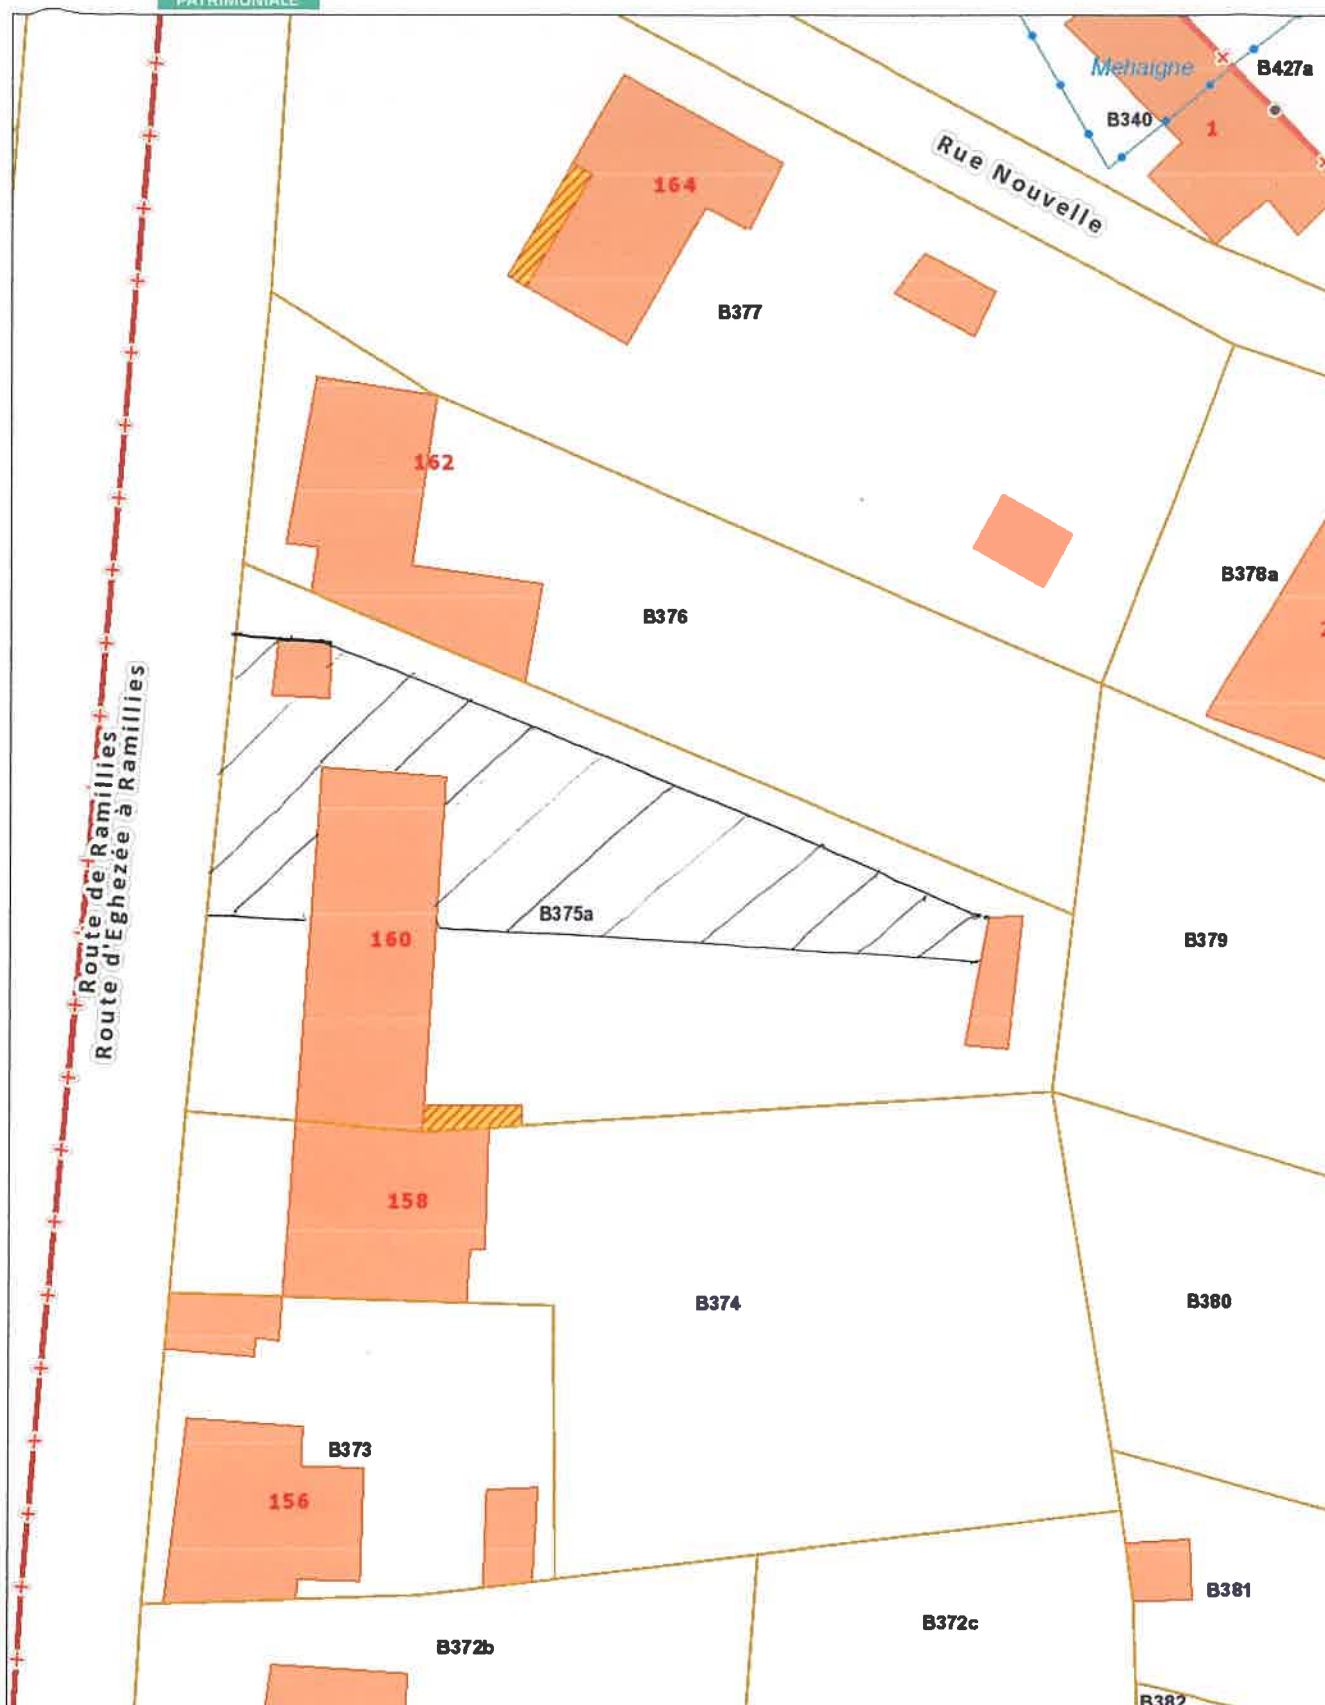 PATRIMONIALE
Mehaigne
B427a
B340
1
Rue Nouvelle
164
B377
162
B378a
B376
Route de Ramillies
Route d'Eghezée à Ramillies
B375a
160
B379
158
B374
B380
B373
156
B381
B372c
B372b
B382